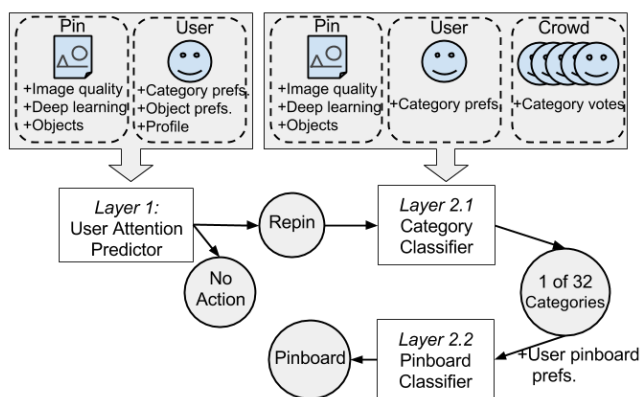 Pin
+Image quality
+Deep learning
+Objects
User
+Category prefs.
+Object prefs.
+Profile
Pin
+Image quality
+Deep learning
+Objects
User
+Category prefs.
Crowd
+Category votes
Layer 1:
User Attention
Predictor
Repin
No
Action
Layer 2.1
Category
Classifier
1 of 32
Categories
+User pinboard
prefs.
Layer 2.2
Pinboard
Classifier
Pinboard